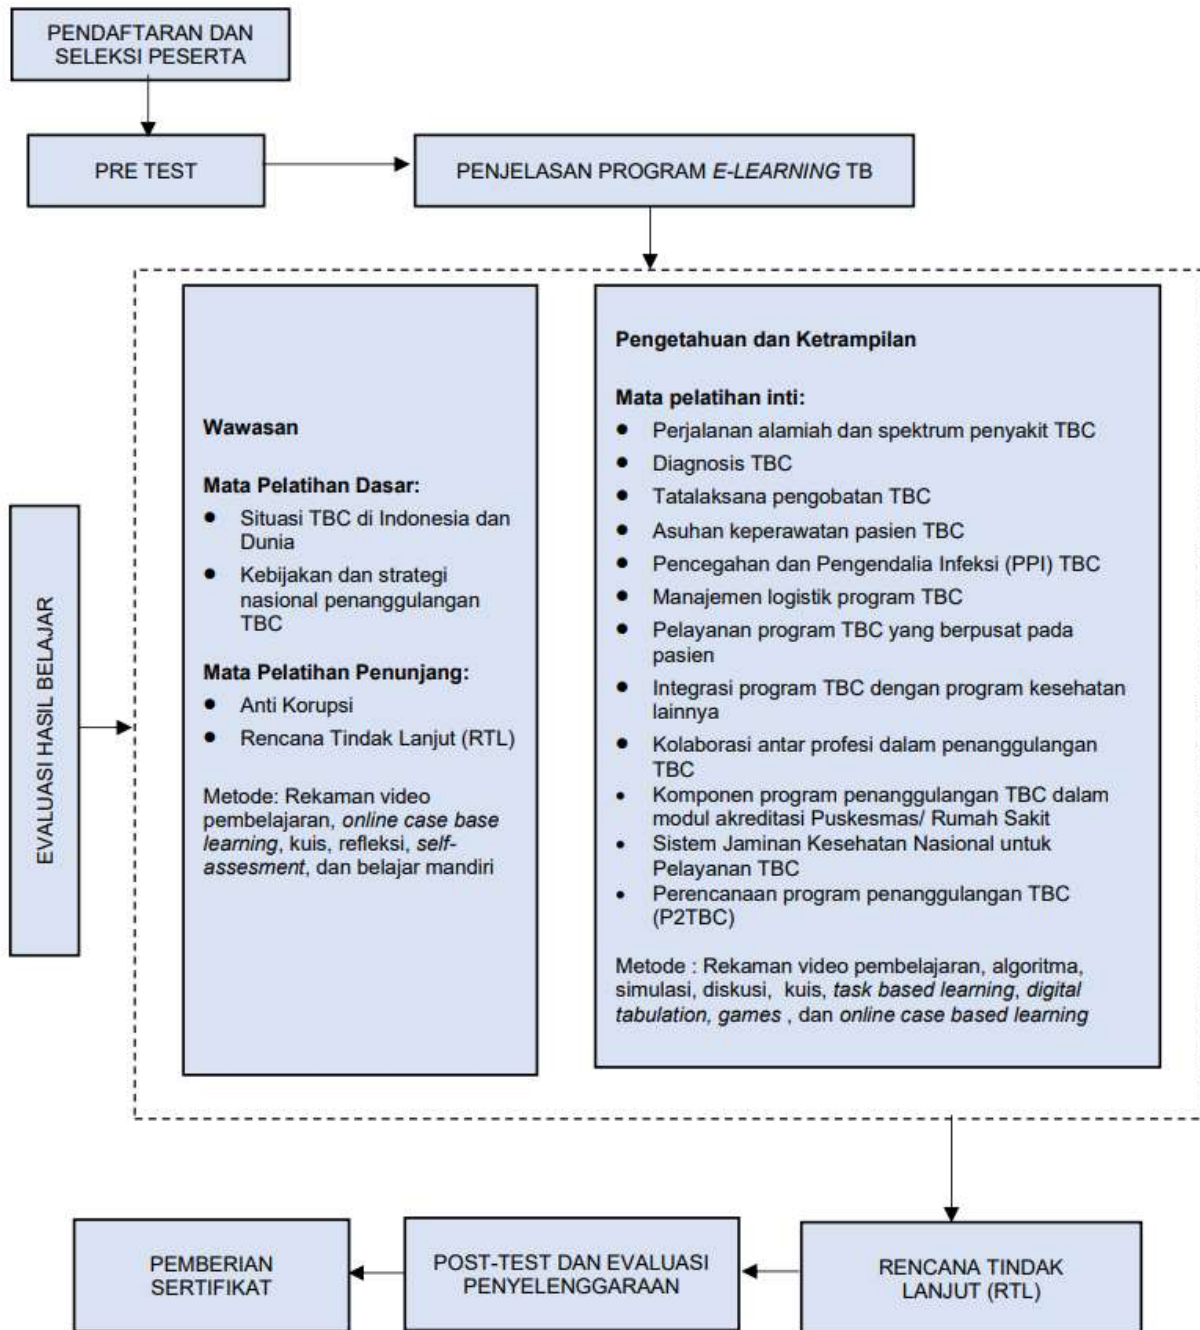 PENDAFTARAN DAN
SELEKSI PESERTA
PRE TEST
PENJELASAN PROGRAM E-LEARNING TB
EVALUASI HASIL BELAJAR
Wawasan
Mata Pelatihan Dasar:
● Situasi TBC di Indonesia dan
Dunia
● Kebijakan dan strategi
nasional penanggulangan
TBC
Mata Pelatihan Penunjang:
● Anti Korupsi
● Rencana Tindak Lanjut (RTL)
Metode: Rekaman video
pembelajaran, online case base
learning, kuis, refleksi, self-
assesment, dan belajar mandiri
Pengetahuan dan Ketrampilan
Mata pelatihan inti:
● Perjalanan alamiah dan spektrum penyakit TBC
● Diagnosis TBC
● Tatalaksana pengobatan TBC
● Asuhan keperawatan pasien TBC
● Pencegahan dan Pengendalia Infeksi (PPI) TBC
● Manajemen logistik program TBC
● Pelayanan program TBC yang berpusat pada
pasien
● Integrasi program TBC dengan program kesehatan
lainnya
● Kolaborasi antar profesi dalam penanggulangan
TBC
• Komponen program penanggulangan TBC dalam
modul akreditasi Puskesmas/ Rumah Sakit
• Sistem Jaminan Kesehatan Nasional untuk
Pelayanan TBC
• Perencanaan program penanggulangan TBC
(P2TBC)
Metode : Rekaman video pembelajaran, algoritma,
simulasi, diskusi, kuis, task based learning, digital
tabulation, games , dan online case based learning
RENCANA TINDAK
LANJUT (RTL)
POST-TEST DAN EVALUASI
PENYELENGGARAAN
PEMBERIAN
SERTIFIKAT